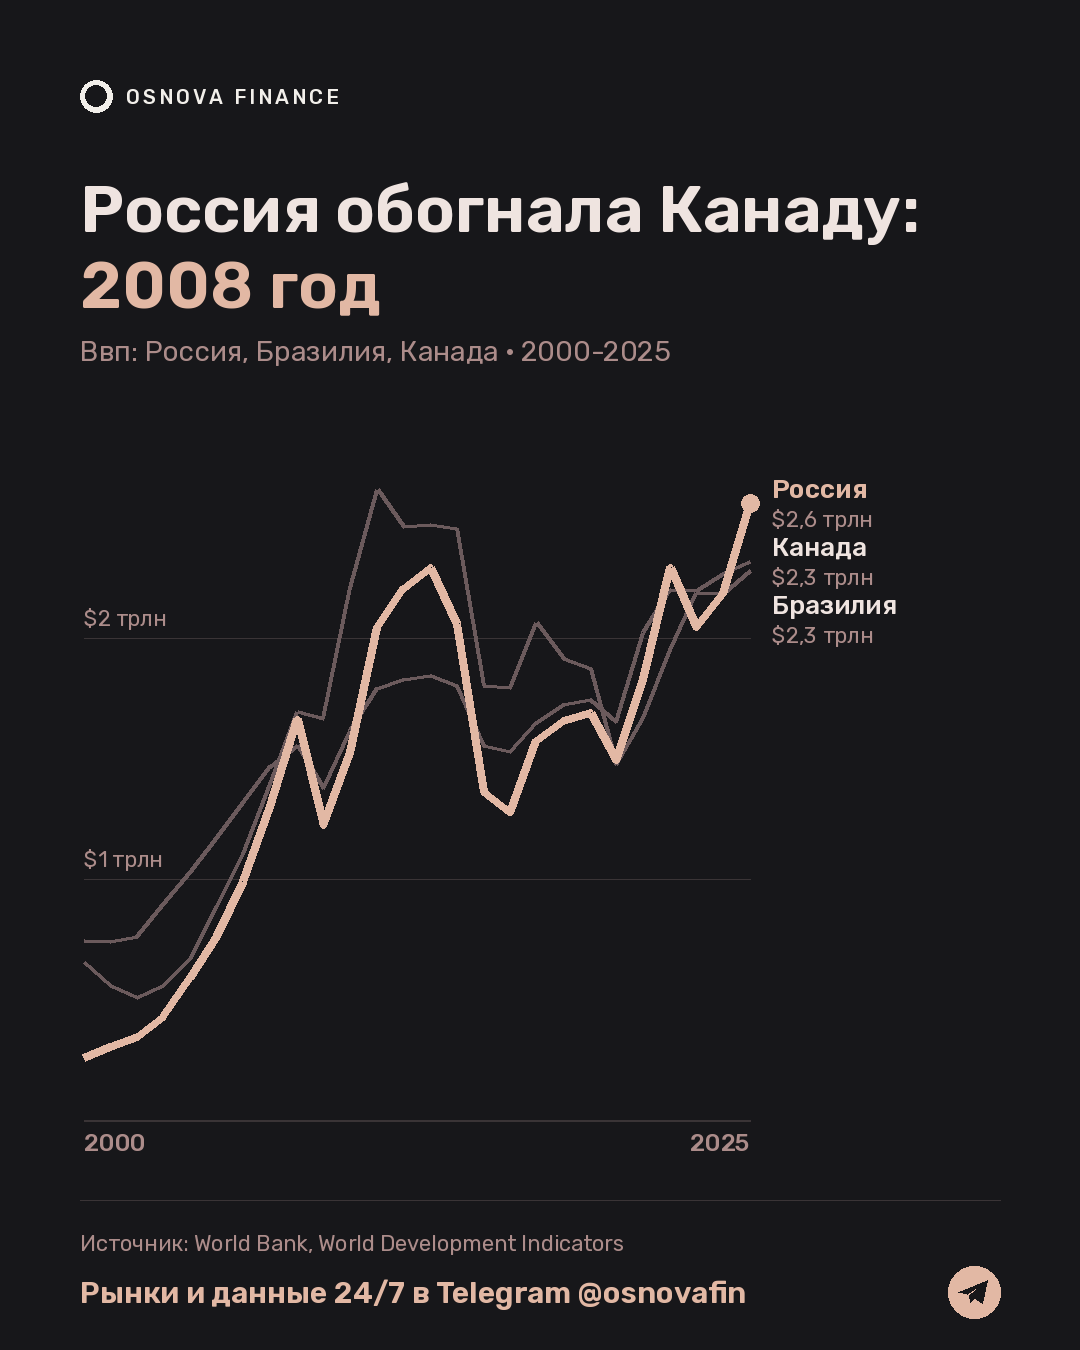 OSNOVA FINANCE
Россия обогнала Канаду:
2008 год
Ввп: Россия, Бразилия, Канада • 2000–2025
Россия
$2,6 трлн
Канада
$2,3 трлн
Бразилия
$2,3 трлн
$2 трлн
$1 трлн
2000
2025
Источник: World Bank, World Development Indicators
Рынки и данные 24/7 в Telegram @osnovafin